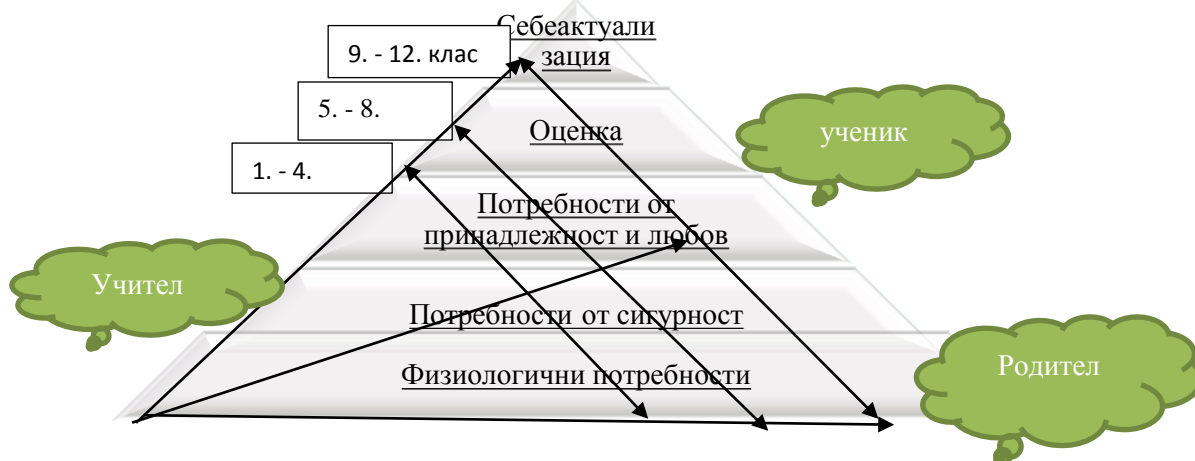 Себеактуали
зация
9. - 12. клас
5. - 8.
Оценка
ученик
1. - 4.
Потребности от
принадлежност и любов
Учител
Потребности от сигурност
Родител
Физиологични потребности